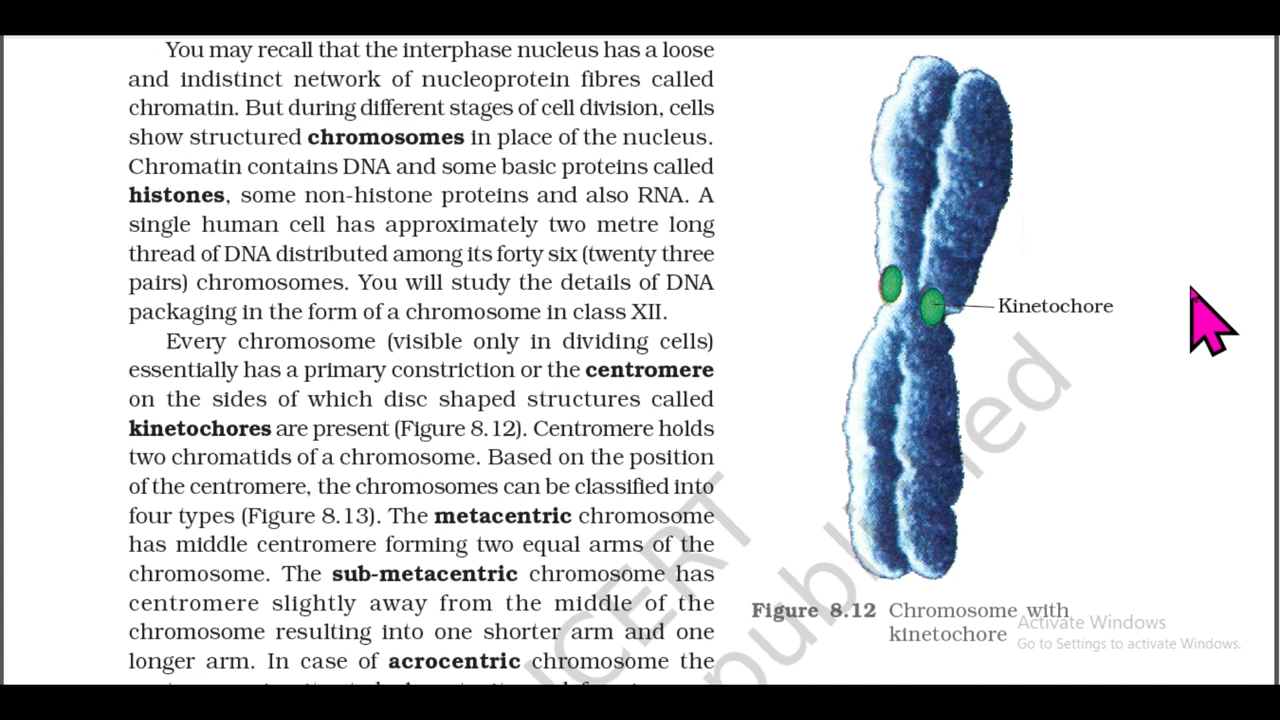 You may recall that the interphase nucleus has a loose
and indistinct network of nucleoprotein fibres called
chromatin. But during different stages of cell division, cells
show structured chromosomes in place of the nucleus.
Chromatin contains DNA and some basic proteins called
histones, some non-histone proteins and also RNA. A
single human cell has approximately two metre long
thread of DNA distributed among its forty six (twenty three
pairs) chromosomes. You will study the details of DNA
packaging in the form of a chromosome in class XII.
Every chromosome (visible only in dividing cells)
essentially has a primary constriction or the centromere
on the sides of which disc shaped structures called
kinetochores are present (Figure 8.12). Centromere holds
two chromatids of a chromosome. Based on the position
of the centromere, the chromosomes can be classified into
four types (Figure 8.13). The metacentric chromosome
has middle centromere forming two equal arms of the
chromosome. The sub-metacentric chromosome has
centromere slightly away from the middle of the
chromosome resulting into one shorter arm and one
longer arm. In case of acrocentric chromosome the
Kinetochore
Figure 8.12 Chromosome with
kinetochore
Activate Windows
Go to Settings to activate Windows.